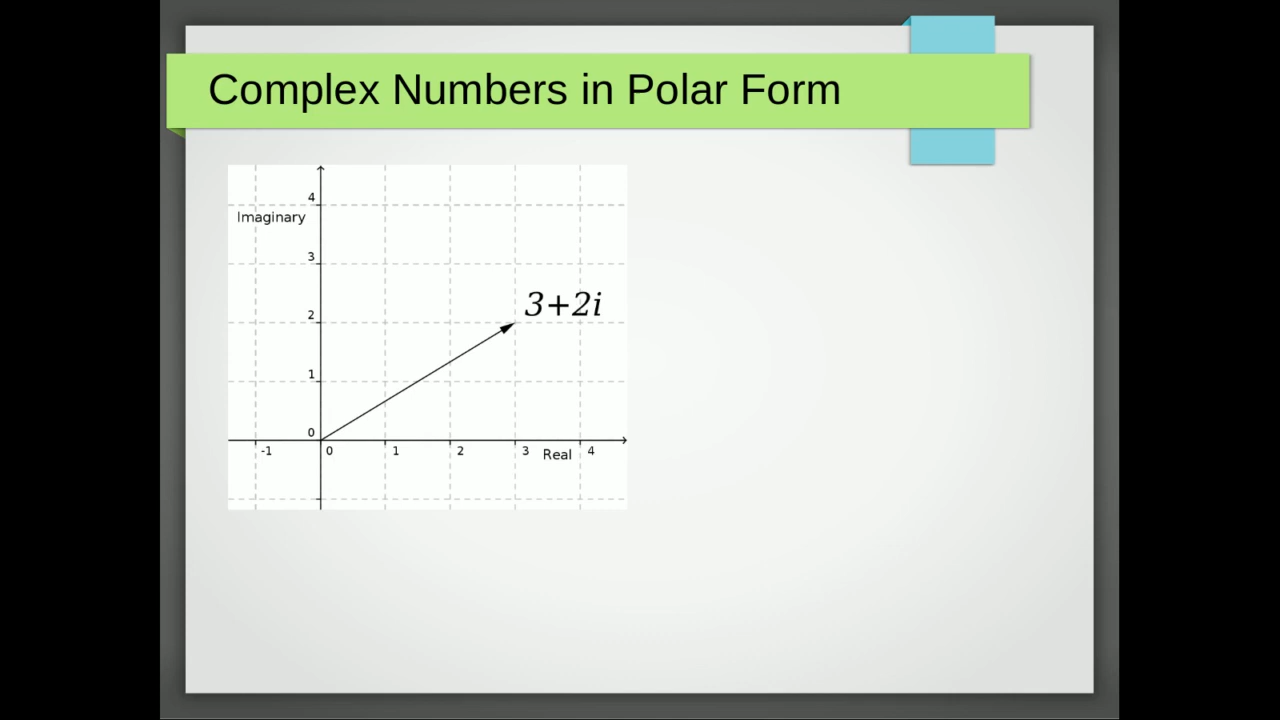 Complex Numbers in Polar Form
4
Imaginary
3
3+2i
2
1
0
-1 0 1 2 3 Real 4